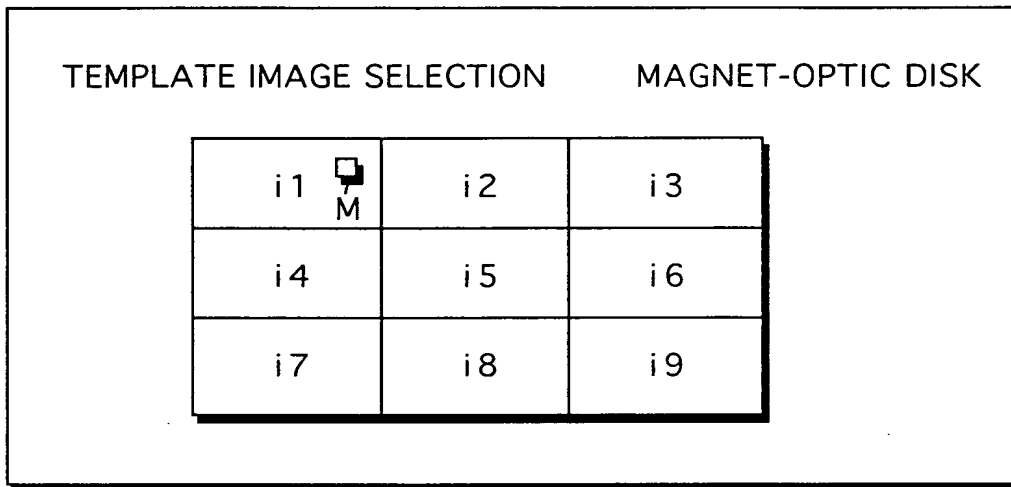 TEMPLATE IMAGE SELECTION MAGNET-OPTIC DISK
i1 M i2 i3
i4 i5 i6
i7 i8 i9